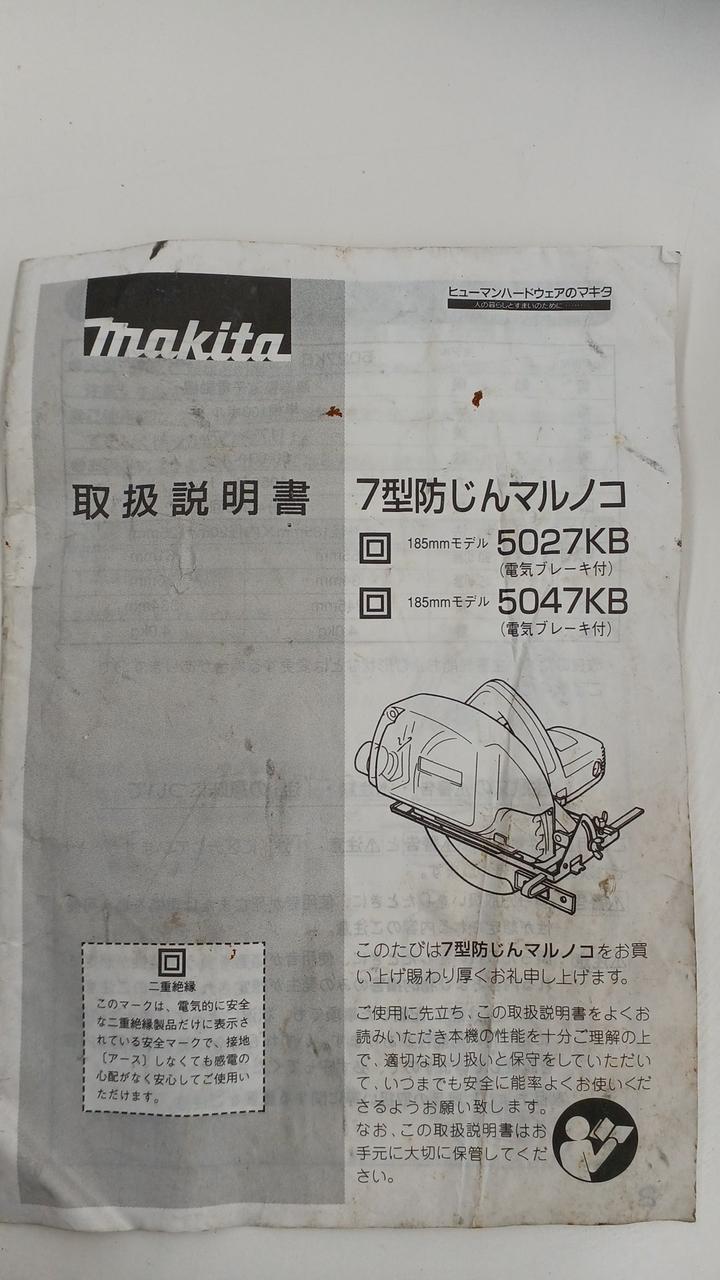 makita
ヒューマンハードウェアのマキタ
人の暮らしとすまいのために……
取扱説明書
7型防じんマルノコ
185mmモデル 5027KB
(電気ブレーキ付)
185mmモデル 5047KB
(電気ブレーキ付)
二重絶縁
このマークは、電気的に安全
な二重絶縁製品だけに表示さ
れている安全マークで、接地
〔アース〕しなくても感電の
心配がなく安心してご使用い
ただけます。
このたびは7型防じんマルノコをお買
い上げ賜わり厚くお礼申し上げます。
ご使用に先立ち、この取扱説明書をよくお
読みいただき本機の性能を十分ご理解の上
で、適切な取り扱いと保守をしていただい
て、いつまでも安全に能率よくお使いくだ
さるようお願い致します。
なお、この取扱説明書はお
手元に大切に保管してくだ
さい。